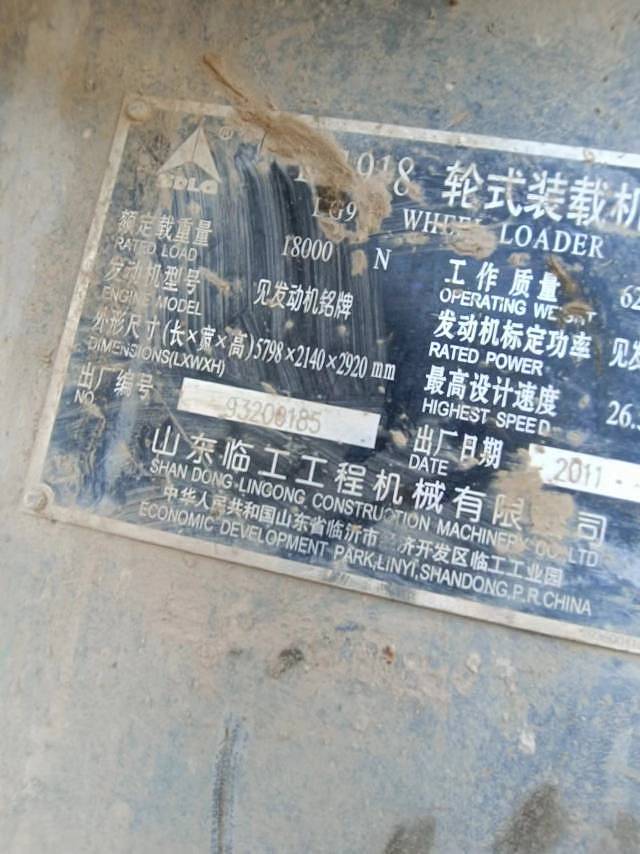 ®
SDLG
018 轮式装载机
LG9 WHEEL LOADER
额定载重量
RATED LOAD
18000 N
工作质量
OPERATING WEIGHT
62
发动机型号
ENGINE MODEL
见发动机铭牌
发动机标定功率
RATED POWER
见发
外形尺寸(长×宽×高)
DIMENSIONS(LXWXH)
5798×2140×2920 mm
最高设计速度
HIGHEST SPEED
26.
出厂编号
NO.
93200185
出厂日期
DATE
2011
山东临工工程机械有限 司
SHAN DONG LINGONG CONSTRUCTION MACHINERY CO.,LTD
中华人民共和国山东省临沂市 济开发区临工工业园
ECONOMIC DEVELOPMENT PARK,LINYI,SHANDONG,P.R.CHINA